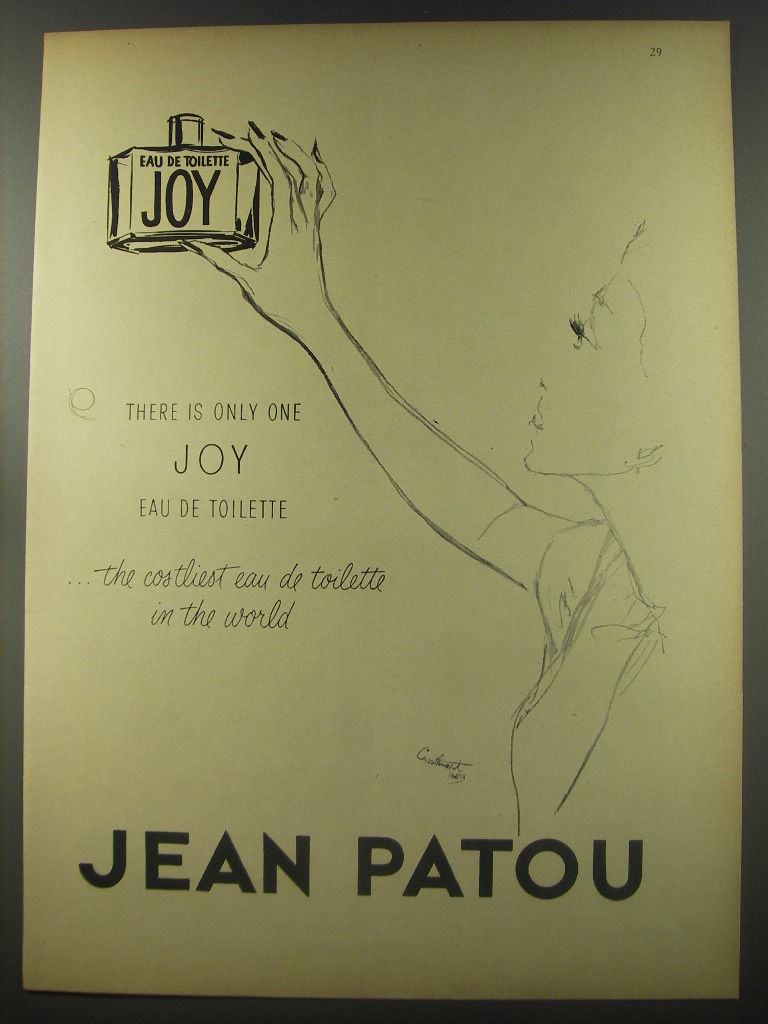 29
EAU DE TOILETTE
JOY
THERE IS ONLY ONE
JOY
EAU DE TOILETTE
...the costliest eau de toilette
in the world
JEAN PATOU